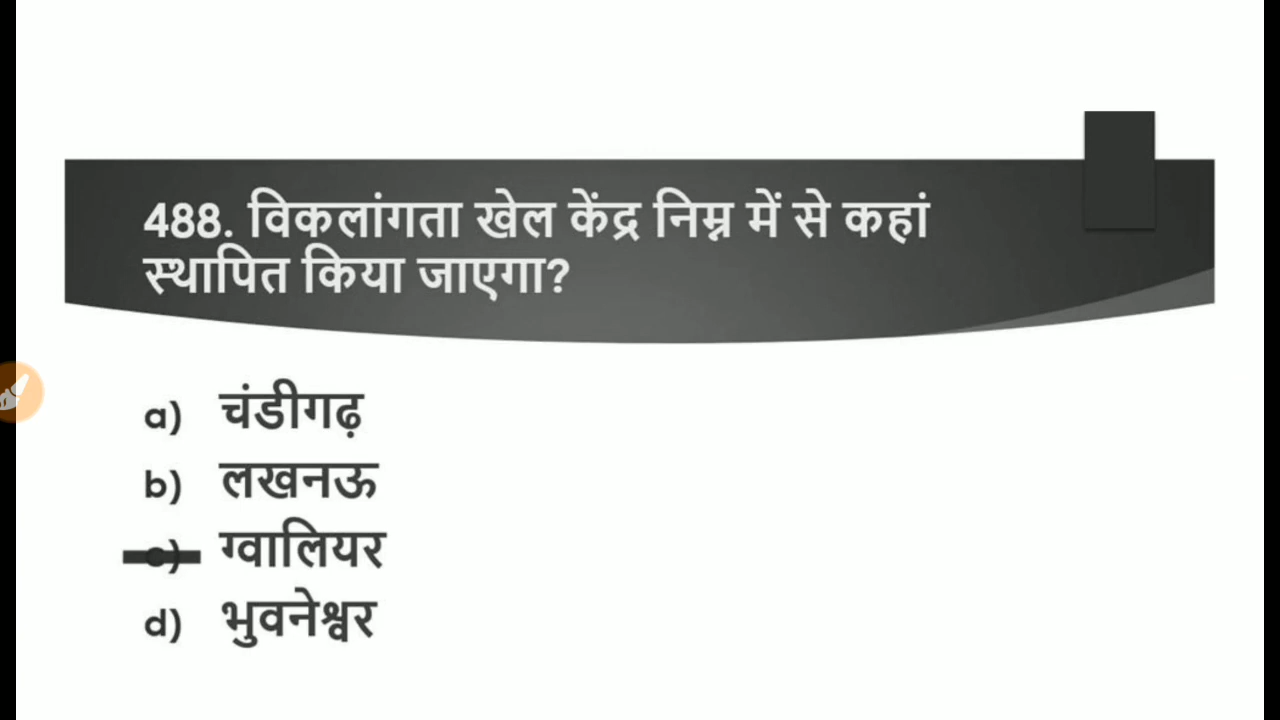 488. विकलांगता खेल केंद्र निम्न में से कहां
स्थापित किया जाएगा?
a) चंडीगढ़
b) लखनऊ
c) ग्वालियर
d) भुवनेश्वर